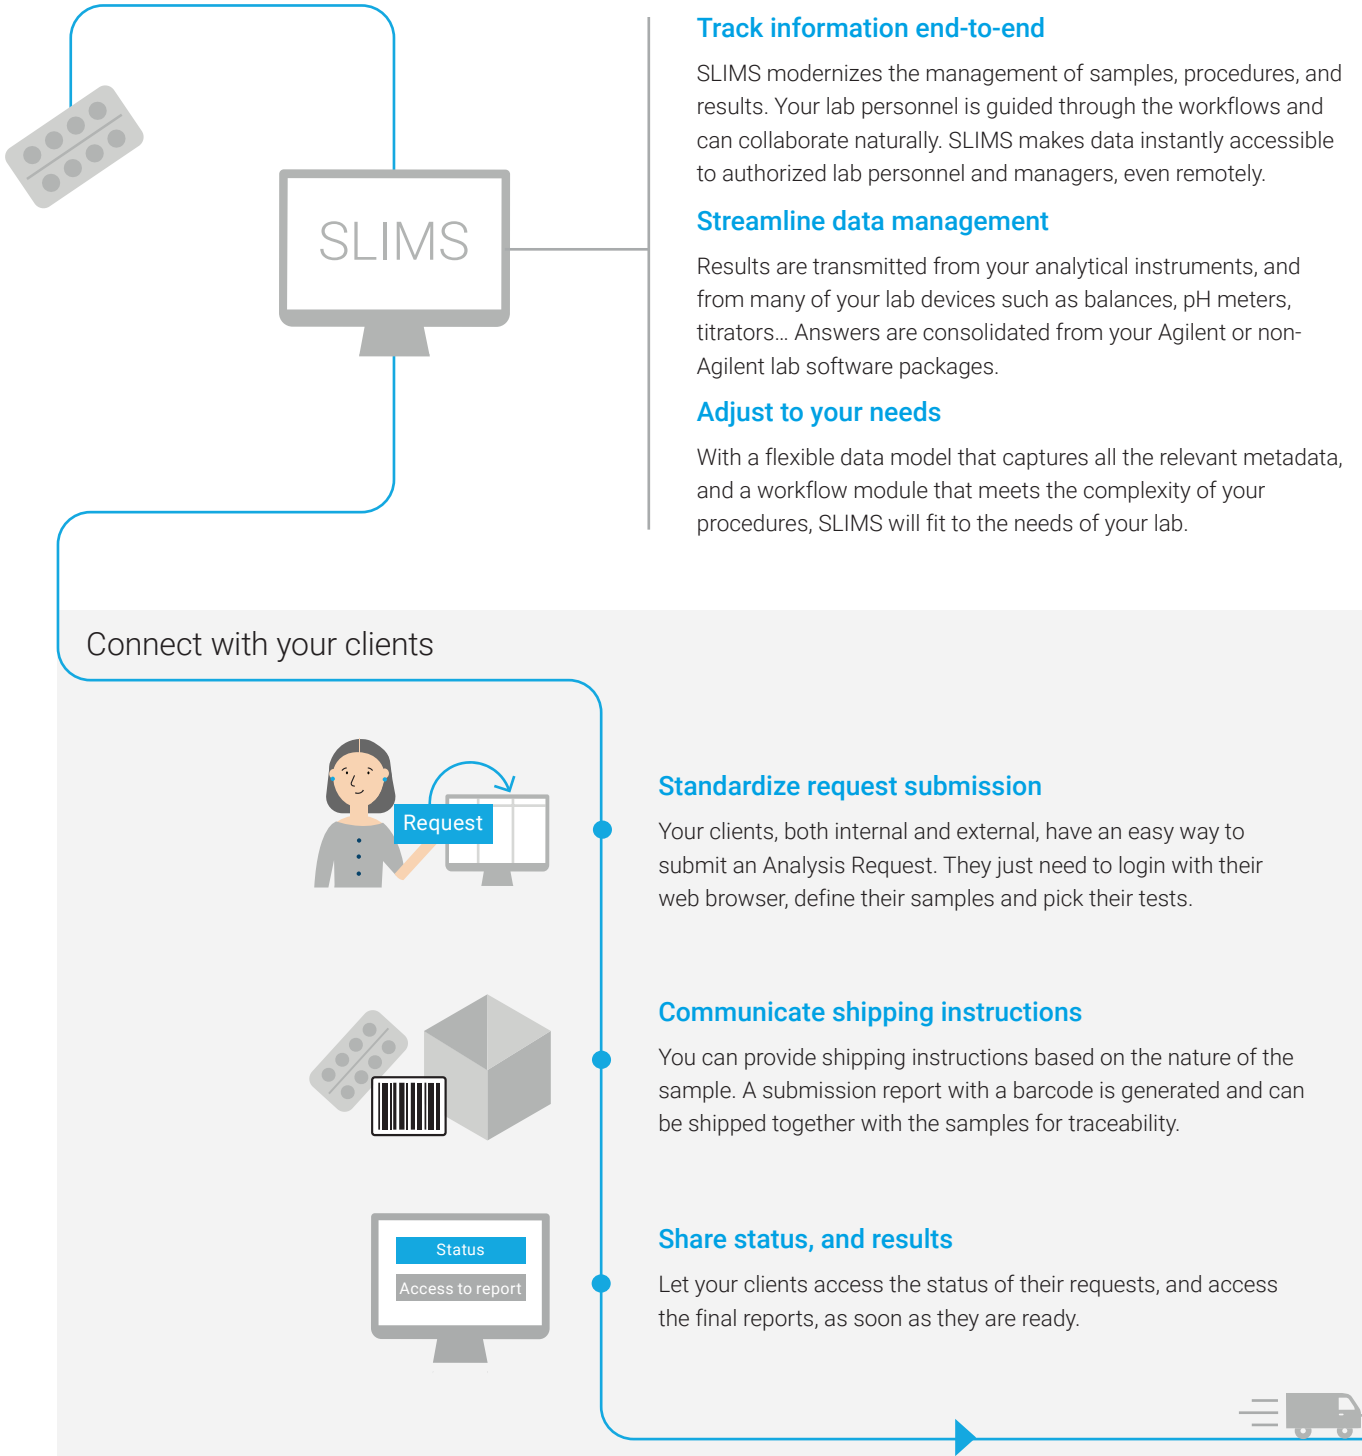 SLIMS
Track information end-to-end
SLIMS modernizes the management of samples, procedures, and
results. Your lab personnel is guided through the workflows and
can collaborate naturally. SLIMS makes data instantly accessible
to authorized lab personnel and managers, even remotely.
Streamline data management
Results are transmitted from your analytical instruments, and
from many of your lab devices such as balances, pH meters,
titrators… Answers are consolidated from your Agilent or non-
Agilent lab software packages.
Adjust to your needs
With a flexible data model that captures all the relevant metadata,
and a workflow module that meets the complexity of your
procedures, SLIMS will fit to the needs of your lab.
Connect with your clients
Request
Standardize request submission
Your clients, both internal and external, have an easy way to
submit an Analysis Request. They just need to login with their
web browser, define their samples and pick their tests.
Communicate shipping instructions
You can provide shipping instructions based on the nature of the
sample. A submission report with a barcode is generated and can
be shipped together with the samples for traceability.
Status
Access to report
Share status, and results
Let your clients access the status of their requests, and access
the final reports, as soon as they are ready.